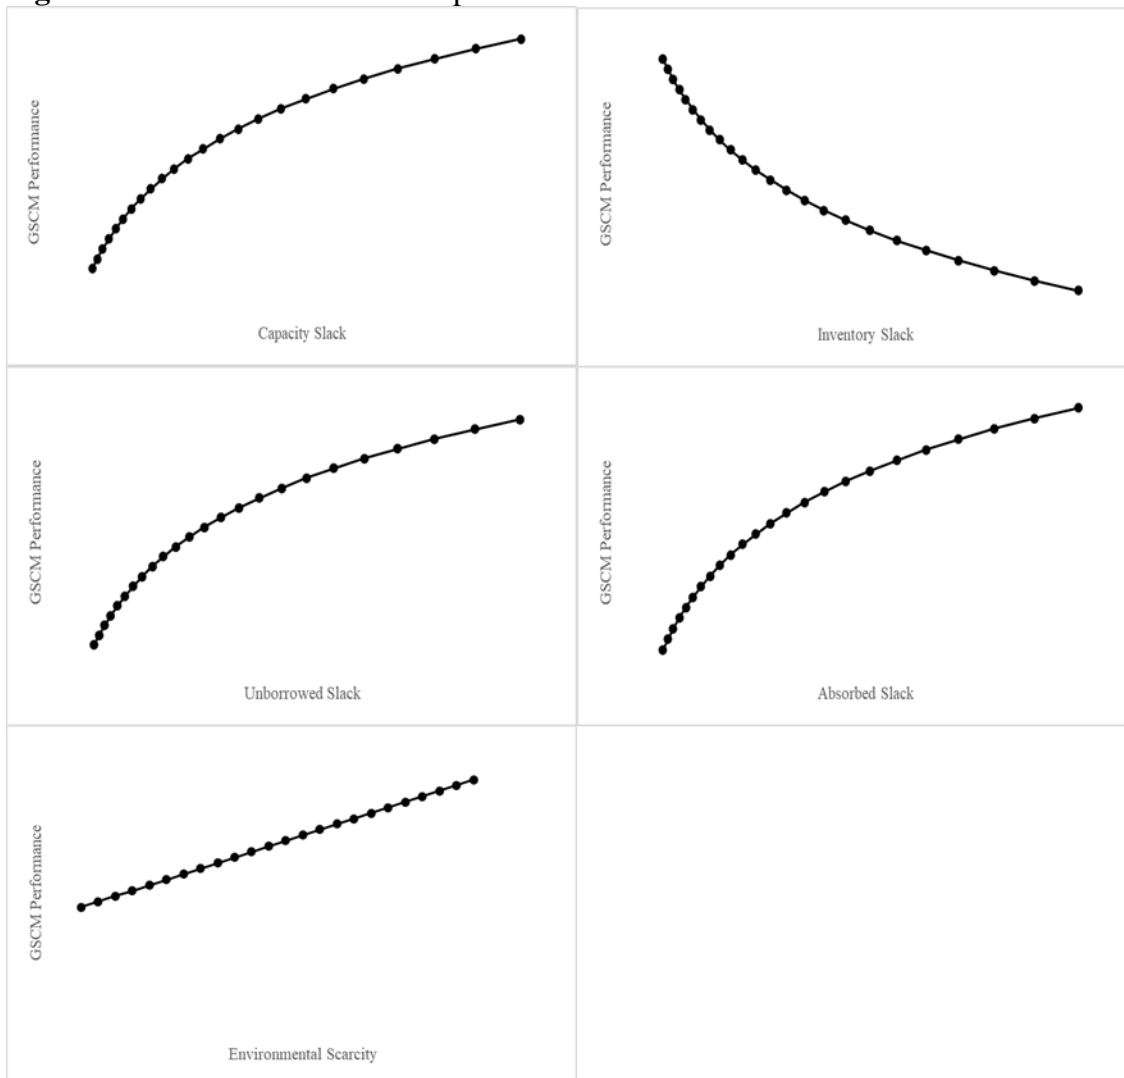 GSCM Performance
Capacity Slack
GSCM Performance
Inventory Slack
GSCM Performance
Unborrowed Slack
GSCM Performance
Absorbed Slack
GSCM Performance
Environmental Scarcity